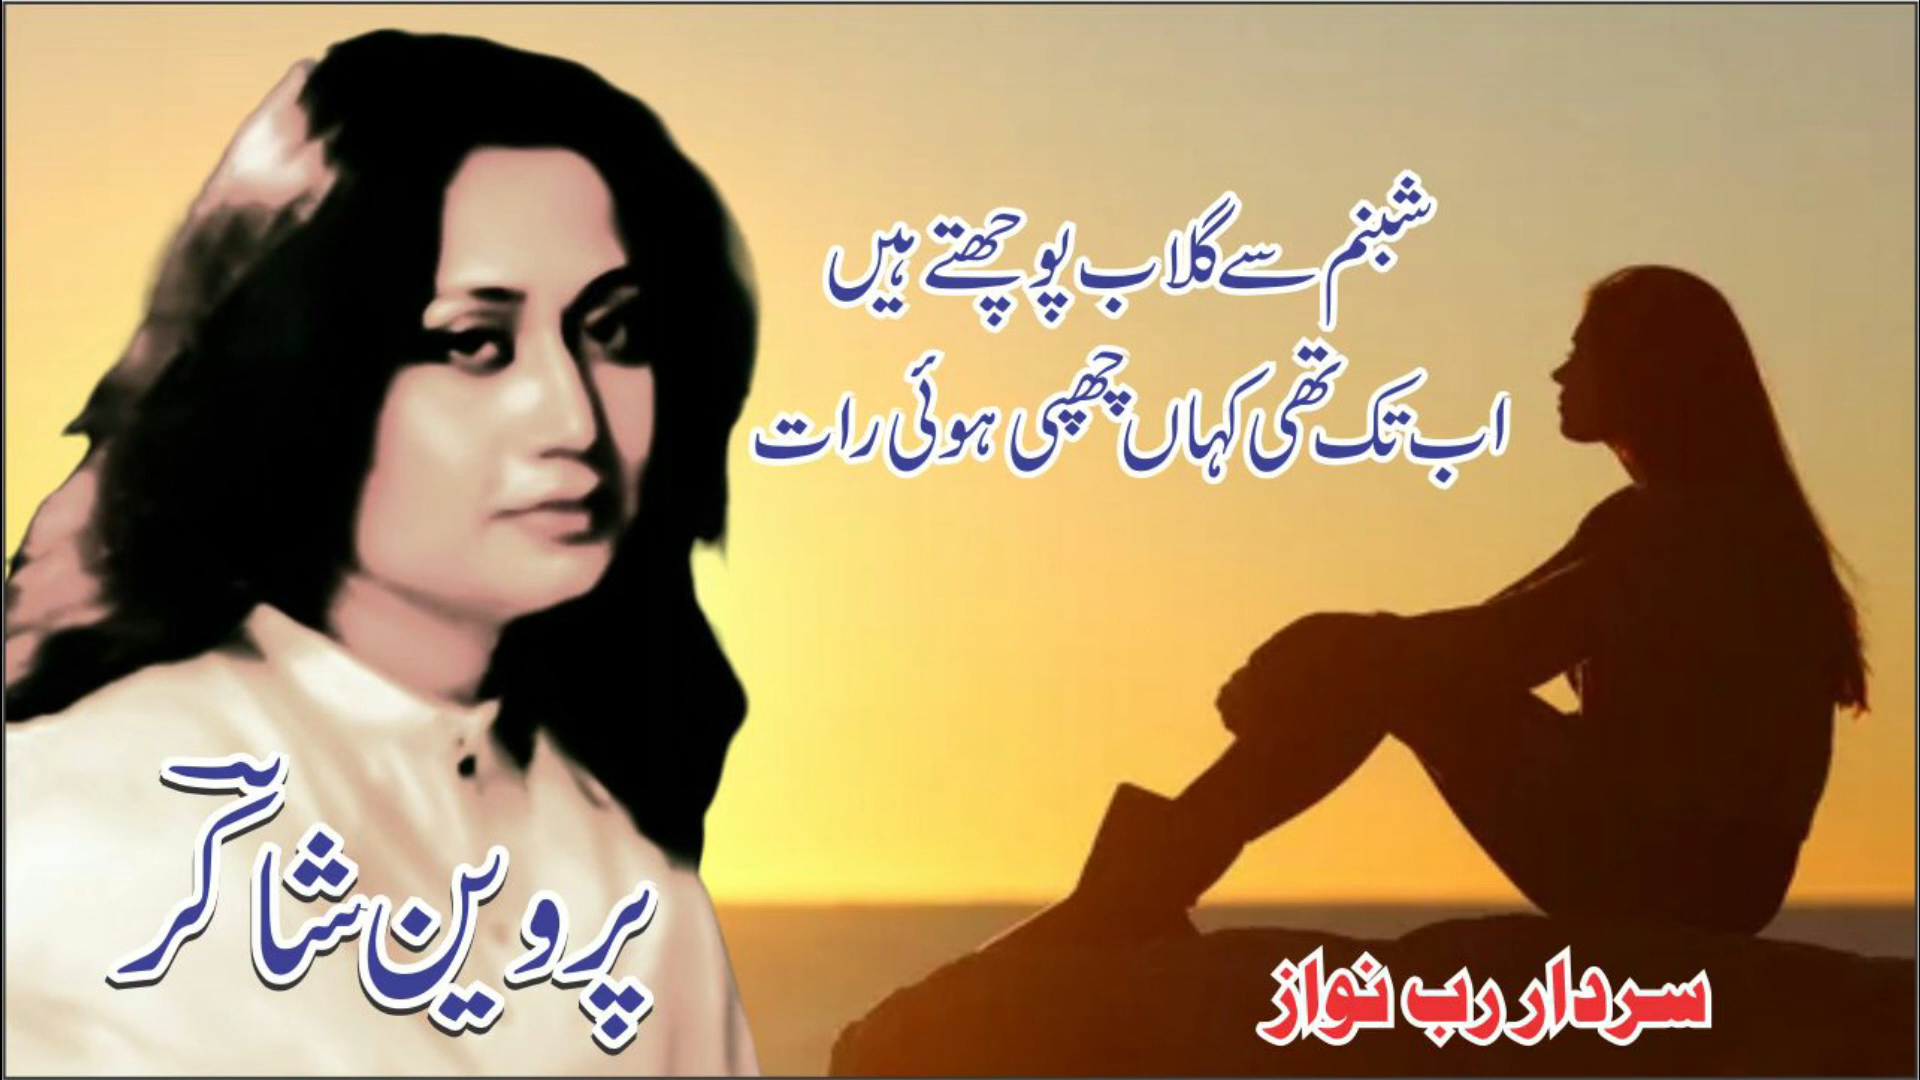 شبنم سے گلاب پوچھتے ہیں
اب تک تھی کہاں چھپی ہوئی رات
پروین شاکر
سردار رب نواز